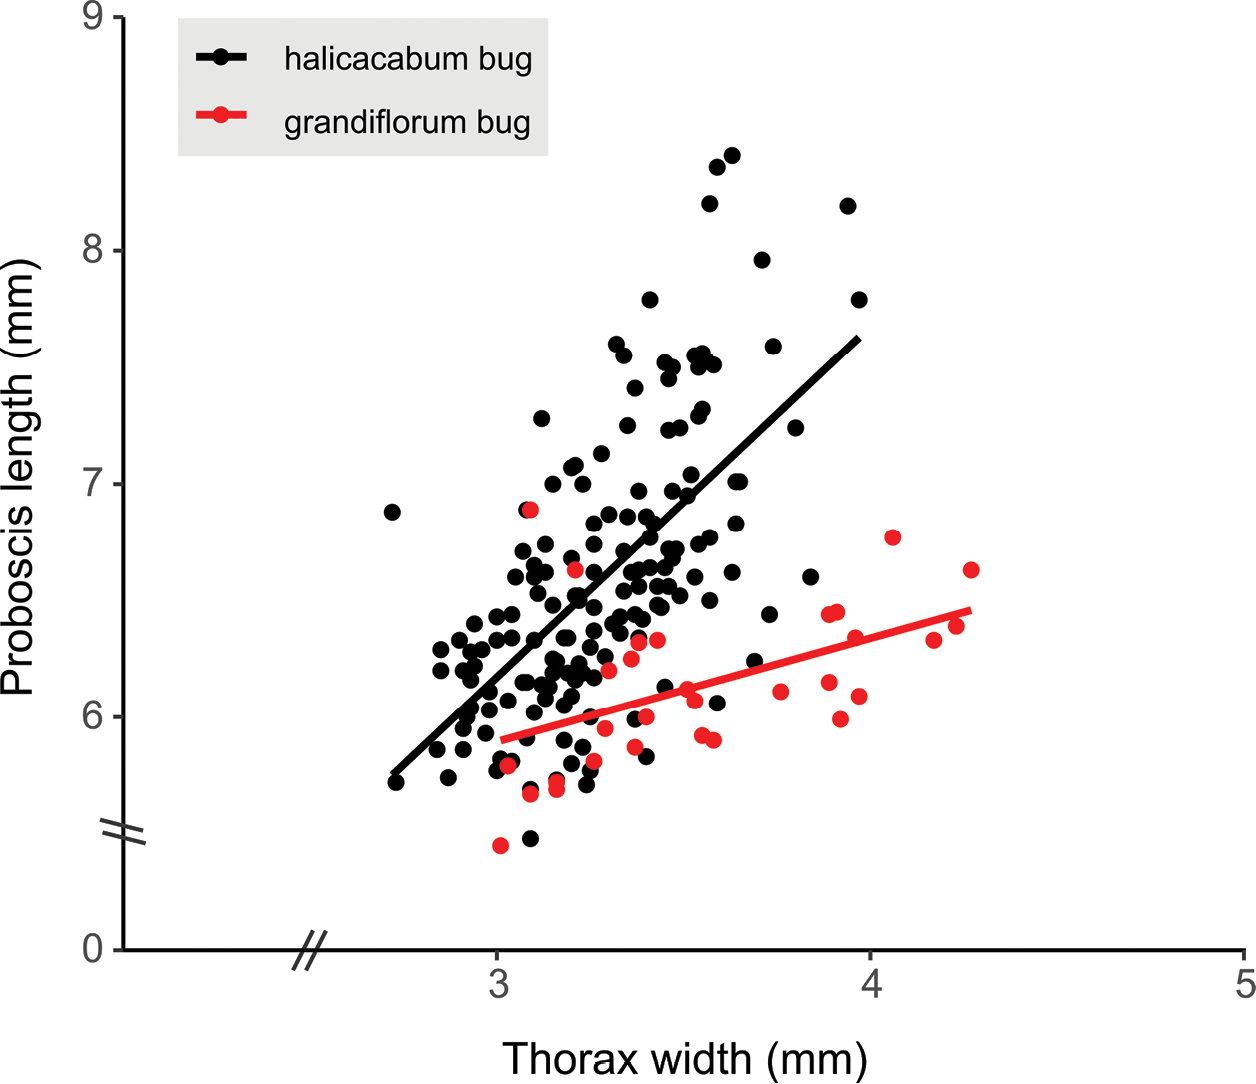 9
halicacabum bug
grandiflorum bug
8
7
6
0
3
4
5
Proboscis length (mm)
Thorax width (mm)